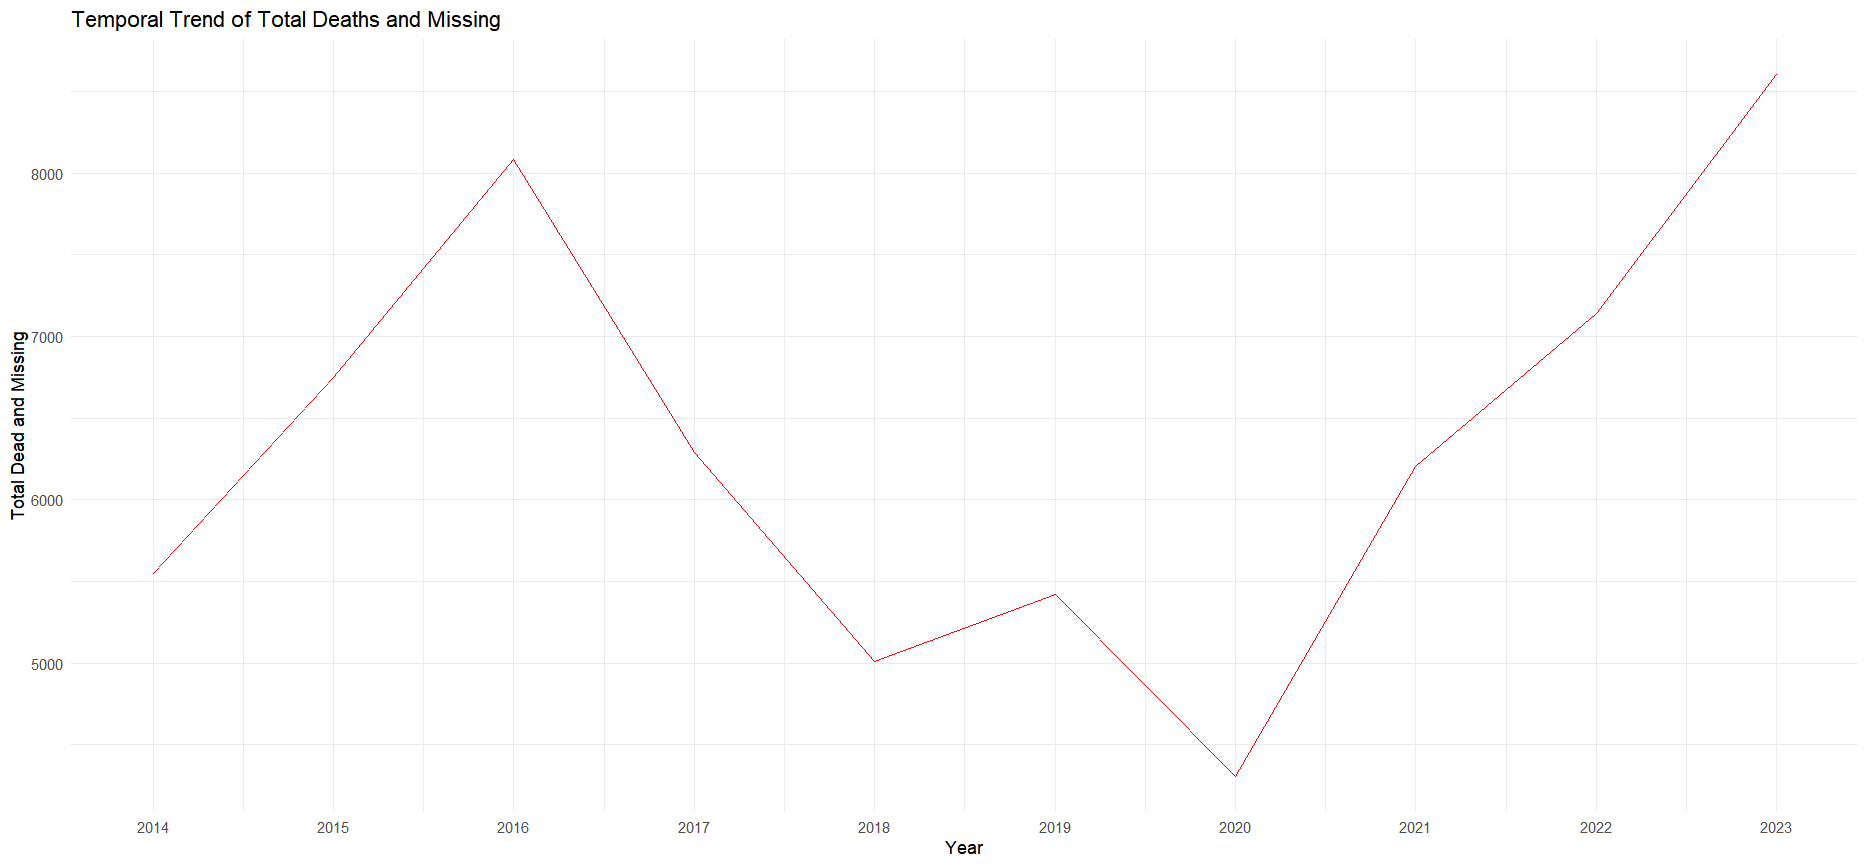 Temporal Trend of Total Deaths and Missing
Total Dead and Missing
8000
7000
6000
5000
2014 2015 2016 2017 2018 2019 2020 2021 2022 2023
Year